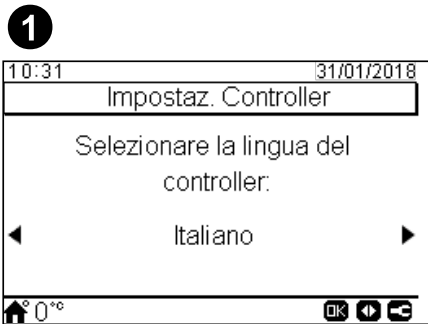 1
10:31 31/01/2018
Impostaz. Controller
Selezionare la lingua del
controller:
Italiano
0°c OK